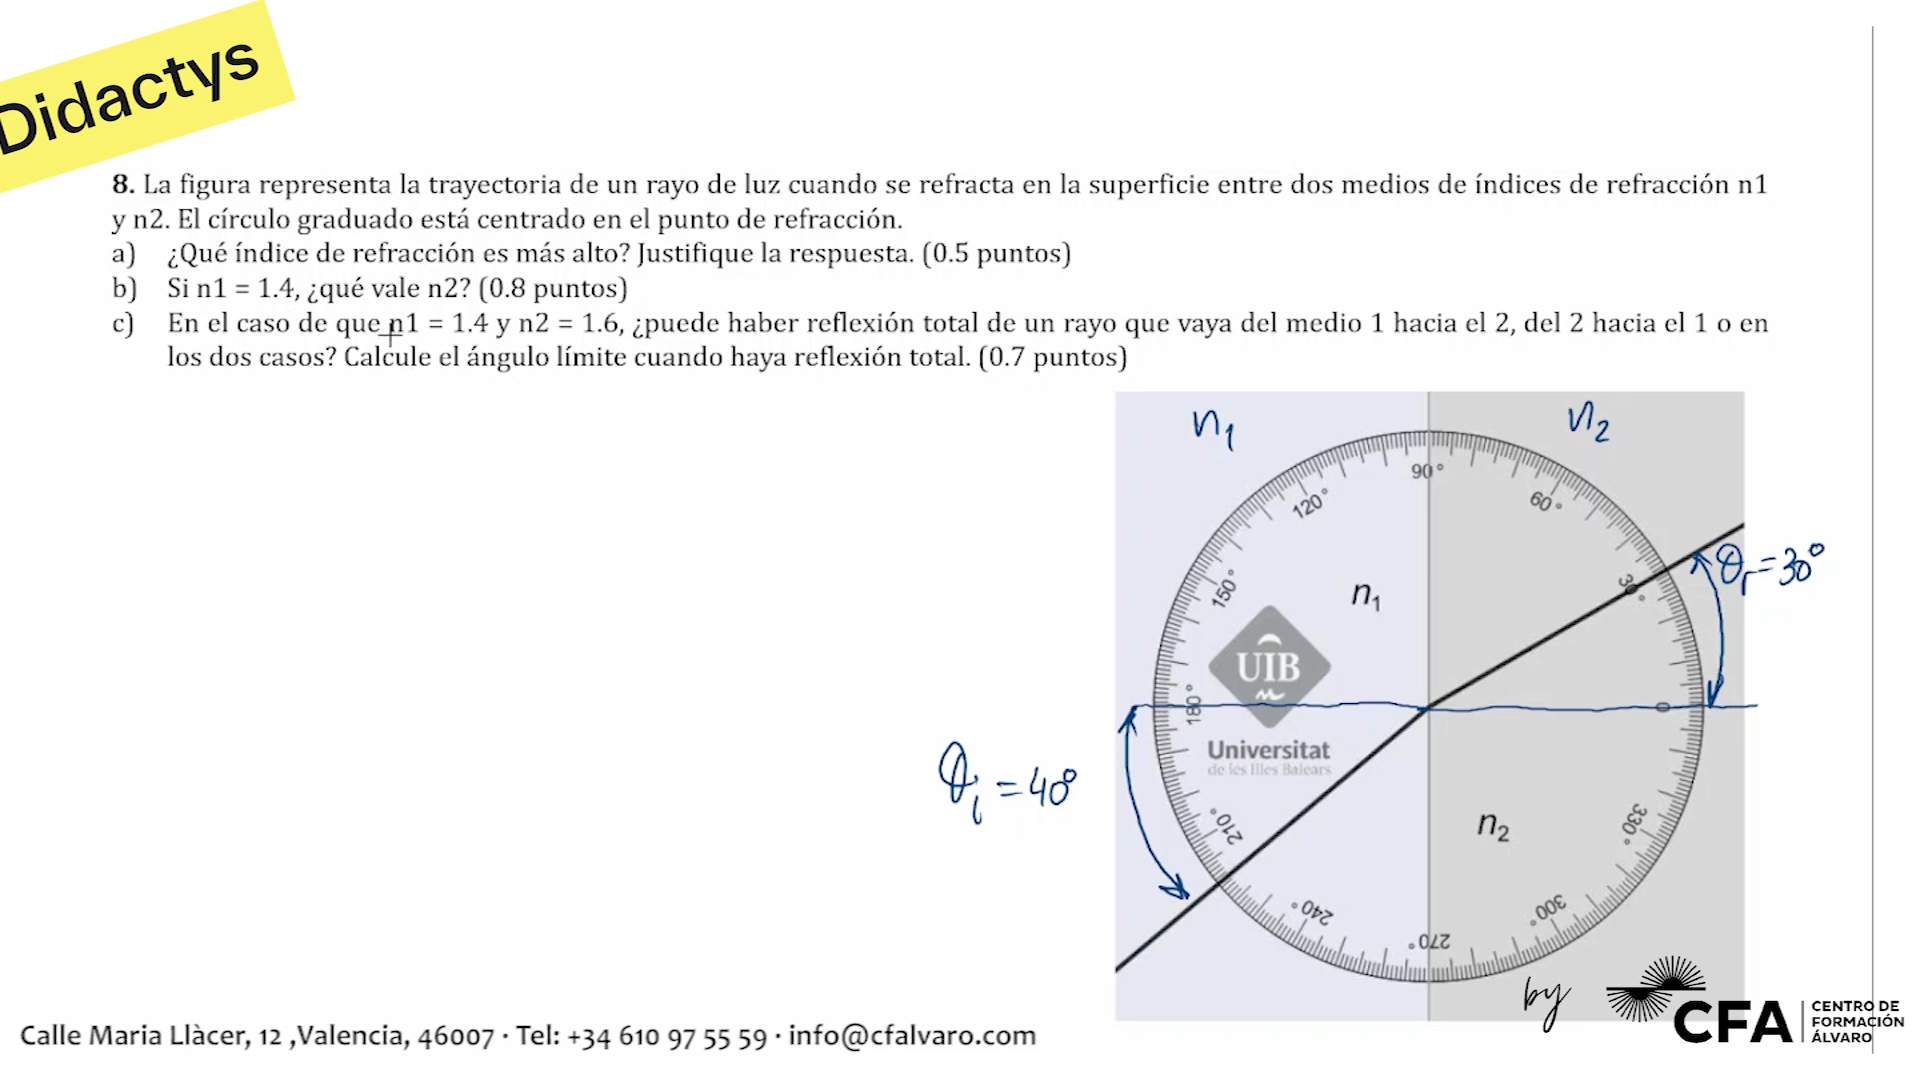 Didactys
8. La figura representa la trayectoria de un rayo de luz cuando se refracta en la superficie entre dos medios de índices de refracción n1
y n2. El círculo graduado está centrado en el punto de refracción.
a) ¿Qué índice de refracción es más alto? Justifique la respuesta. (0.5 puntos)
b) Si n1 = 1.4, ¿qué vale n2? (0.8 puntos)
c) En el caso de que n1 = 1.4 y n2 = 1.6, ¿puede haber reflexión total de un rayo que vaya del medio 1 hacia el 2, del 2 hacia el 1 o en
los dos casos? Calcule el ángulo límite cuando haya reflexión total. (0.7 puntos)
n1
n2
90°
120°
60°
150°
30°
n1
θr=30°
UIB
180°
0
Universitat
de les Illes Balears
θi=40°
210°
n2
330°
240°
300°
270°
by
CFA
CENTRO DE
FORMACIÓN
ÁLVARO
Calle Maria Llàcer, 12 ,Valencia, 46007 · Tel: +34 610 97 55 59 · info@cfalvaro.com